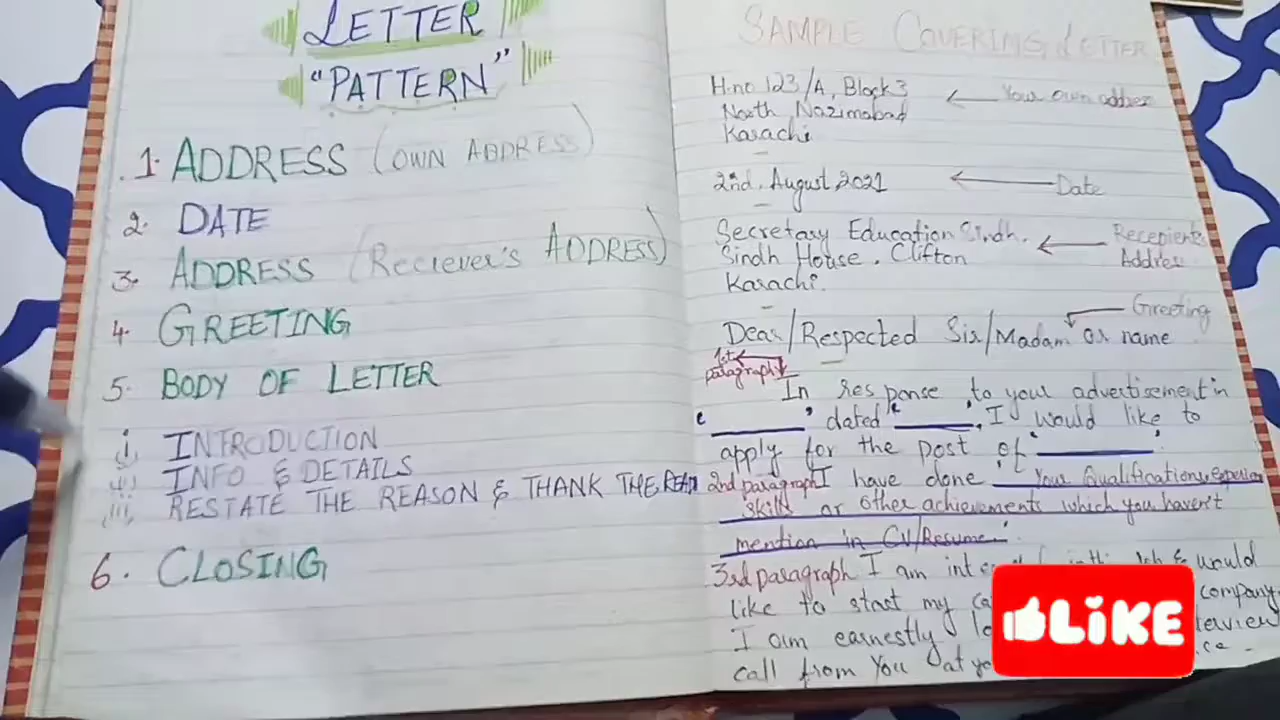 LETTER
"PATTERN"
1. ADDRESS (OWN ADDRESS)
2. DATE
3. ADDRESS (Reciever's ADDRESS)
4. GREETING
5. BODY OF LETTER
i) INTRODUCTION
ii) INFO & DETAILS
iii) RESTATE THE REASON & THANK THE
6. CLOSING
SAMPLE COVERING LETTER
H.no 123/A, Block 3
North Nazimabad
Karachi
Your own address
2nd, August 2021
Date
Secretary Education Sindh,
Sindh House, Clifton
Karachi.
Recepients
Address
Greeting
Dear/Respected Sir/Madam or name
1st
paragraph
In response to your advertisement in
' ' dated ' ', I would like to
apply for the post of ' '
2nd paragraph I have done Your Qualifications, experience
skills or other achievements which you haven't
mention in CV/Resume.
3rd paragraph I am would
like to start my company.
I am earnestly
call from You at
LIKE